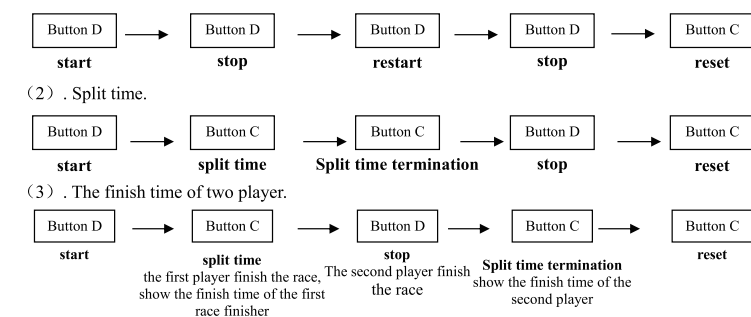 Button D Button D Button D Button D Button C
start stop restart stop reset
（2）. Split time.
Button D Button C Button C Button D Button C
start split time Split time termination stop reset
（3）. The finish time of two player.
Button D Button C Button D Button C Button C
start split time stop Split time termination reset
the first player finish the race, The second player finish show the finish time of the
show the finish time of the first the race second player
race finisher